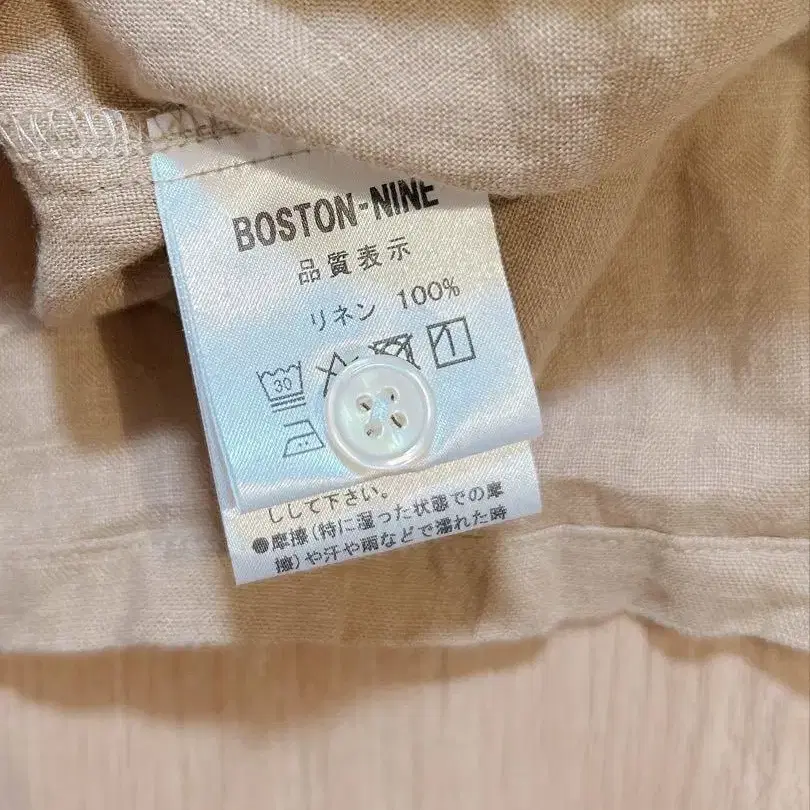 BOSTON-NINE
品質表示
リネン 100%
30
ししして下さい。
●摩擦(特に湿った状態での摩
擦)や汗や雨などで濡れた時